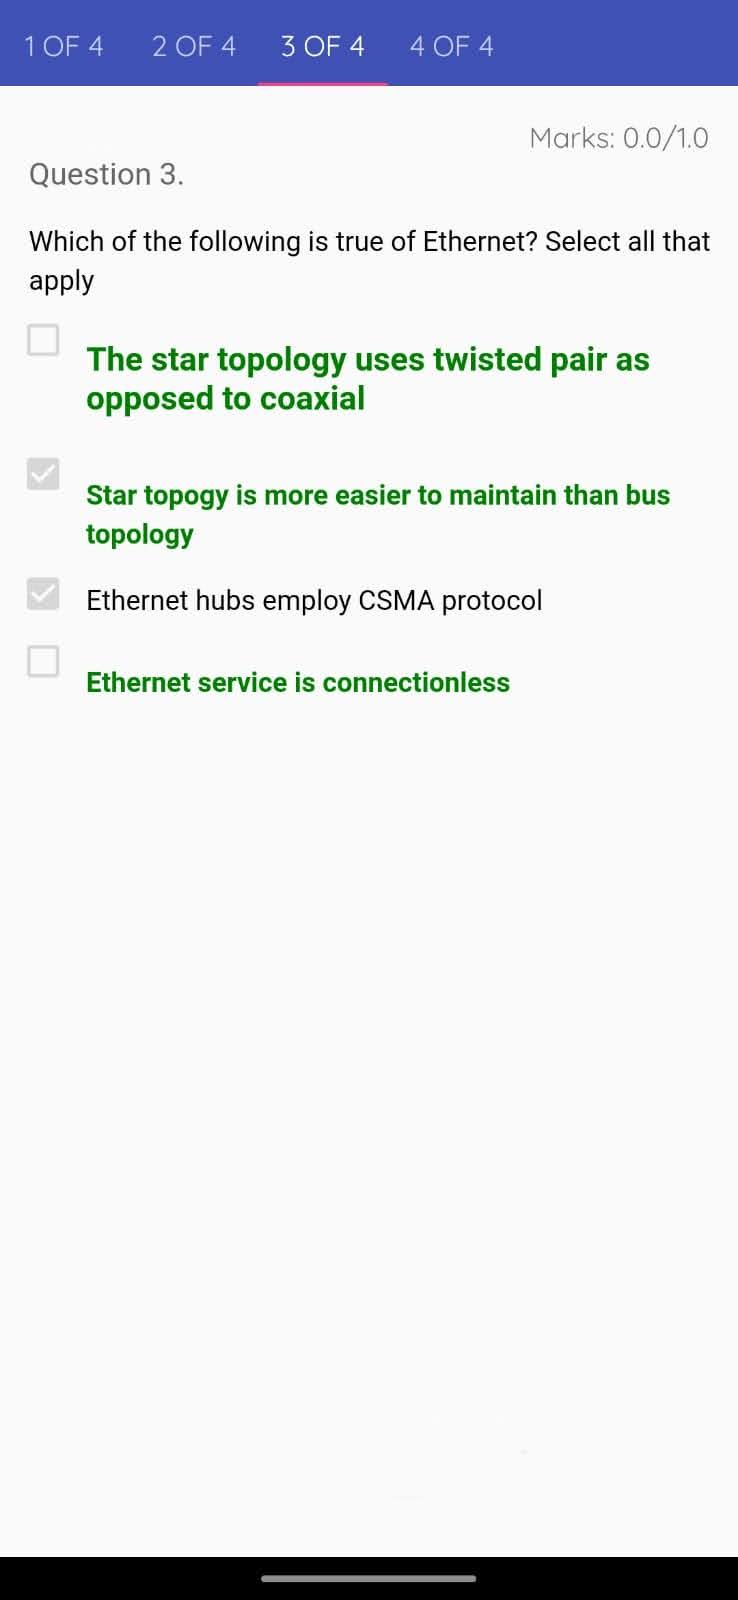 1 OF 4 2 OF 4 3 OF 4 4 OF 4
Marks: 0.0/1.0
Question 3.
Which of the following is true of Ethernet? Select all that
apply
The star topology uses twisted pair as
opposed to coaxial
Star topogy is more easier to maintain than bus
topology
Ethernet hubs employ CSMA protocol
Ethernet service is connectionless